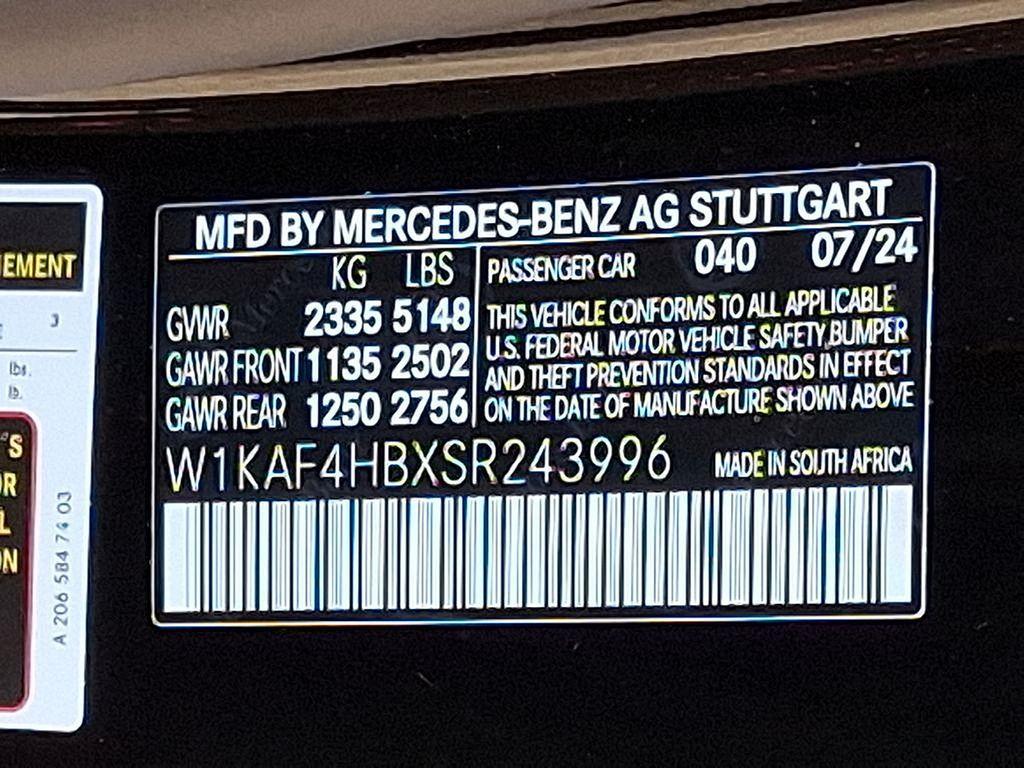 MFD BY MERCEDES-BENZ AG STUTTGART
KG LBS
GVWR 2335 5148
GAWR FRONT 1135 2502
GAWR REAR 1250 2756
PASSENGER CAR 040 07/24
THIS VEHICLE CONFORMS TO ALL APPLICABLE
U.S. FEDERAL MOTOR VEHICLE SAFETY, BUMPER
AND THEFT PREVENTION STANDARDS IN EFFECT
ON THE DATE OF MANUFACTURE SHOWN ABOVE
W1KAF4HBXSR243996
MADE IN SOUTH AFRICA
lbs.
lb.
A 206 584 74 03